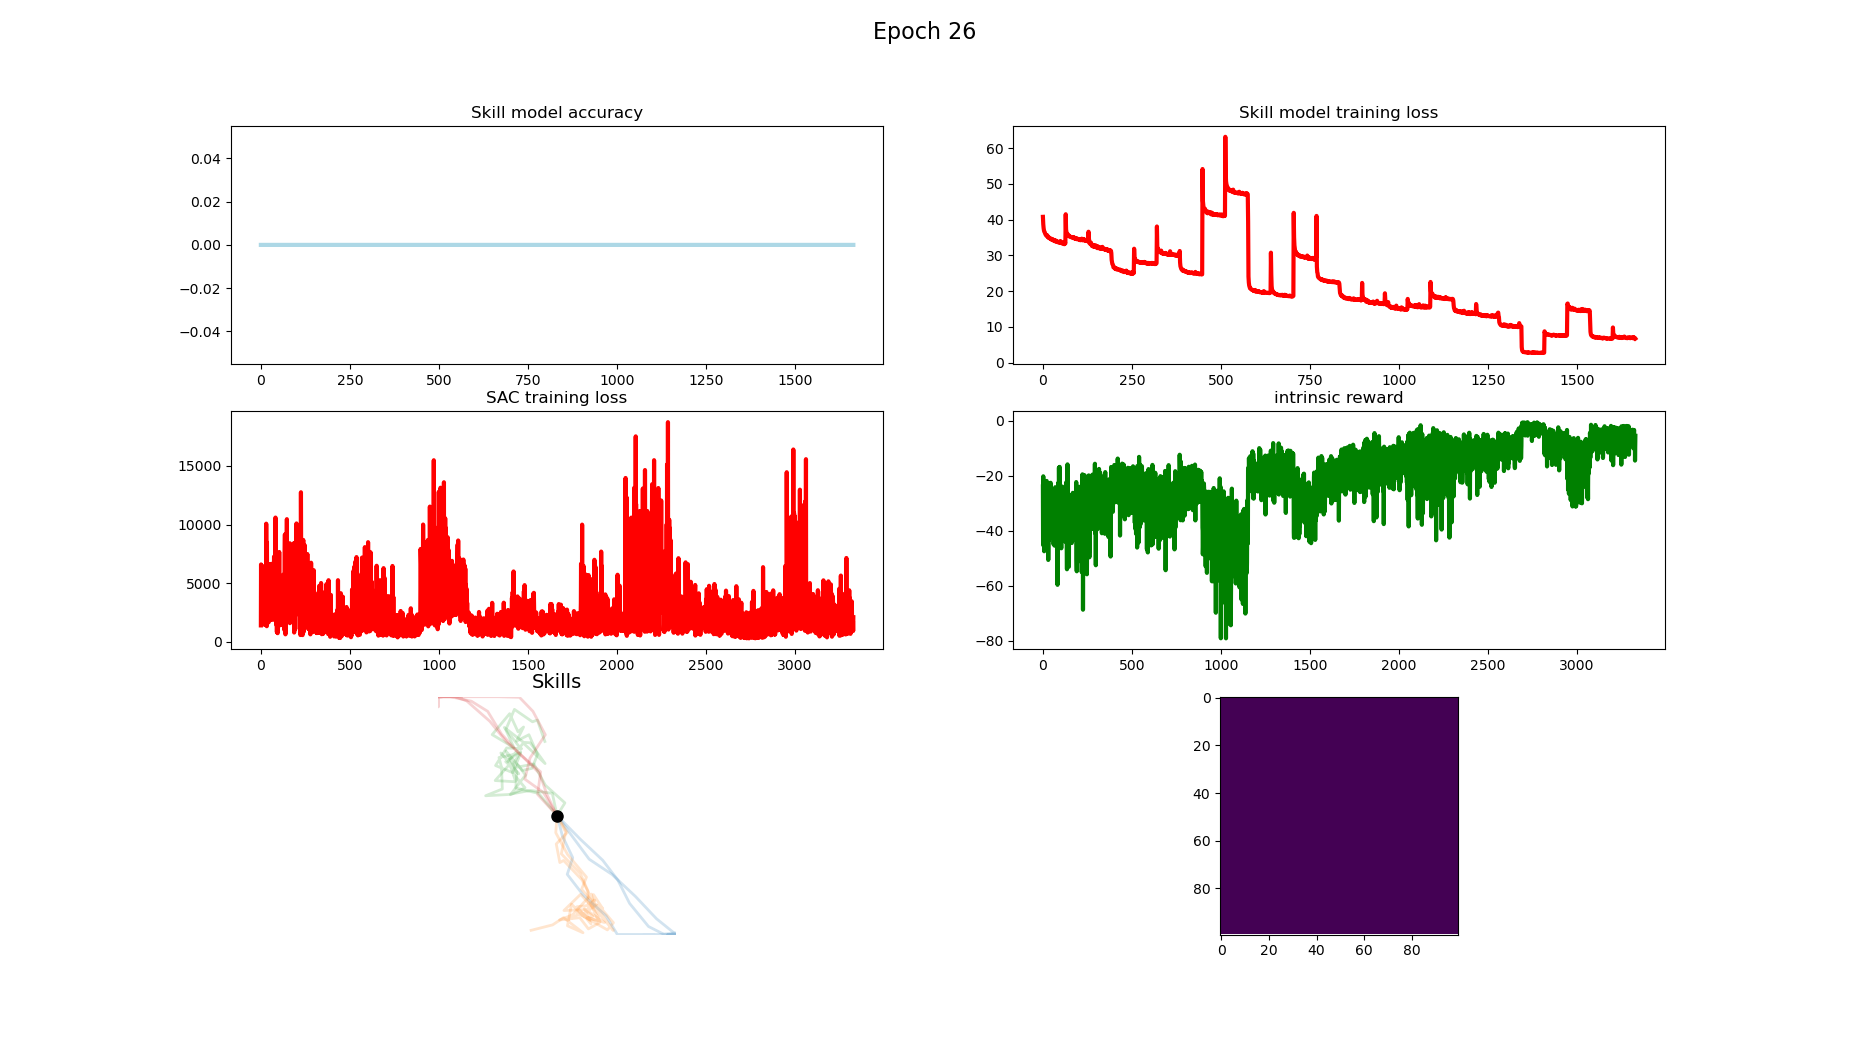 Epoch 26
Skill model accuracy
0.04
0.02
0.00
−0.02
−0.04
0 250 500 750 1000 1250 1500
Skill model training loss
60
50
40
30
20
10
0
0 250 500 750 1000 1250 1500
SAC training loss
15000
10000
5000
0
0 500 1000 1500 2000 2500 3000
intrinsic reward
0
−20
−40
−60
−80
0 500 1000 1500 2000 2500 3000
Skills
0
20
40
60
80
0 20 40 60 80